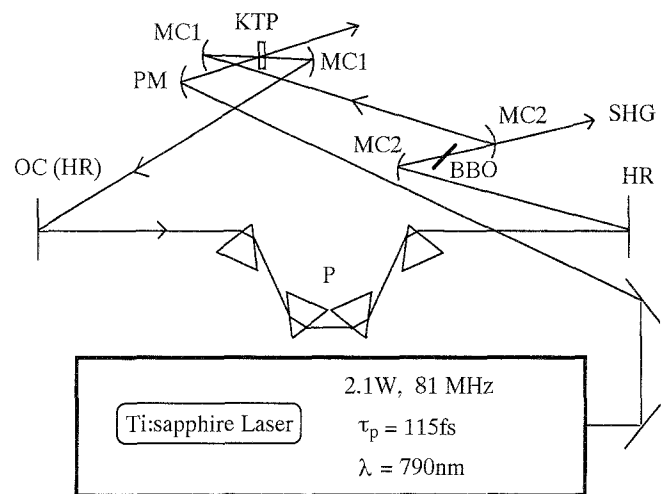 KTP
MC1
MC1
PM
MC2
SHG
MC2
BBO
OC (HR)
HR
P
2.1W, 81 MHz
Ti:sapphire Laser
τp = 115fs
λ = 790nm